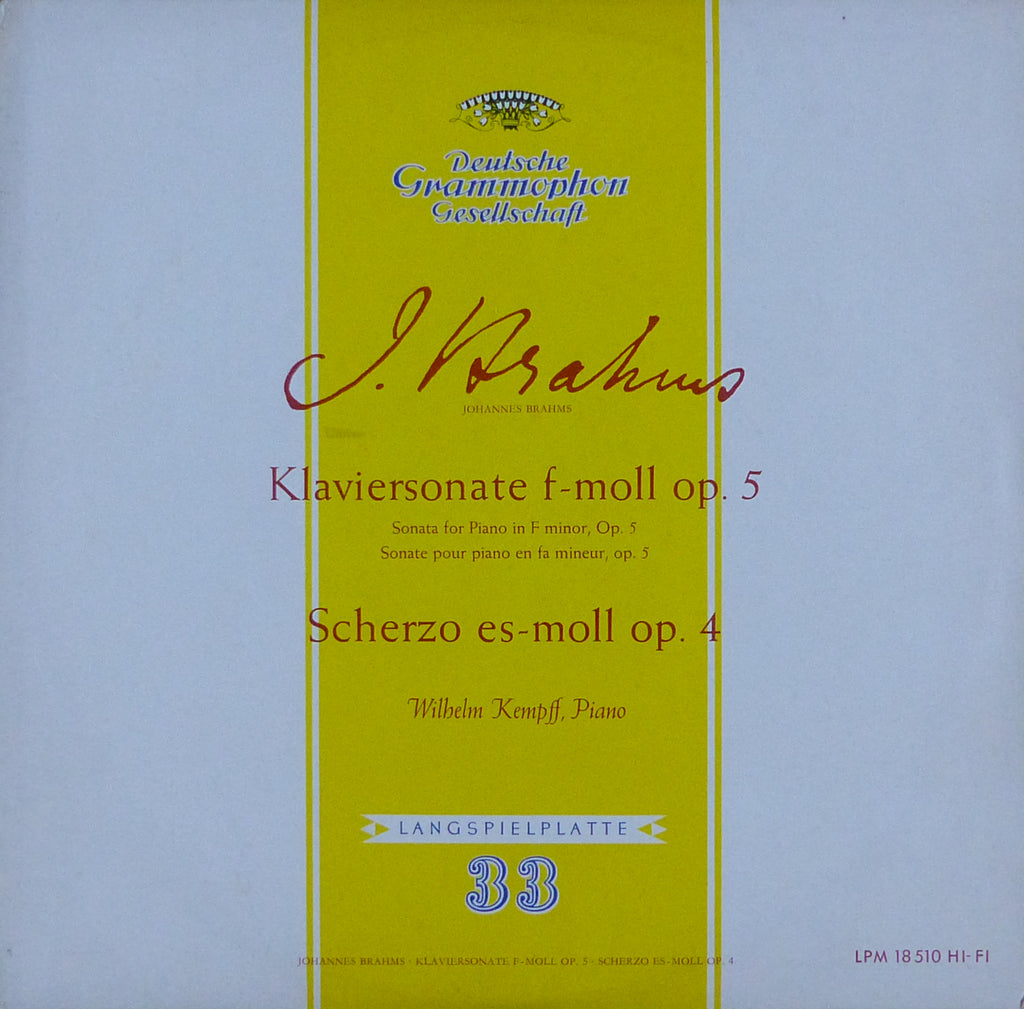 Deutsche
Grammophon
Gesellschaft
J. Brahms
JOHANNES BRAHMS
Klaviersonate f-moll op. 5
Sonata for Piano in F minor, Op. 5
Sonate pour piano en fa mineur, op. 5
Scherzo es-moll op. 4
Wilhelm Kempff, Piano
LANGSPIELPLATTE
33
JOHANNES BRAHMS · KLAVIERSONATE F-MOLL OP. 5 · SCHERZO ES-MOLL OP. 4
LPM 18 510 HI-FI